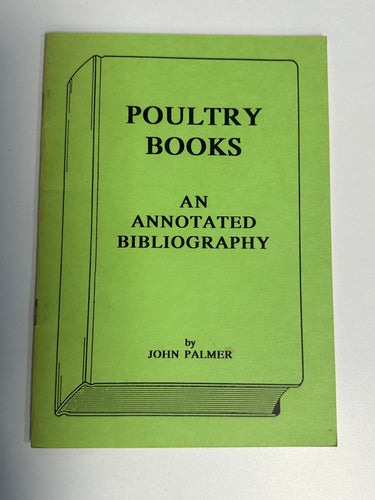 POULTRY
BOOKS
AN
ANNOTATED
BIBLIOGRAPHY
by
JOHN PALMER